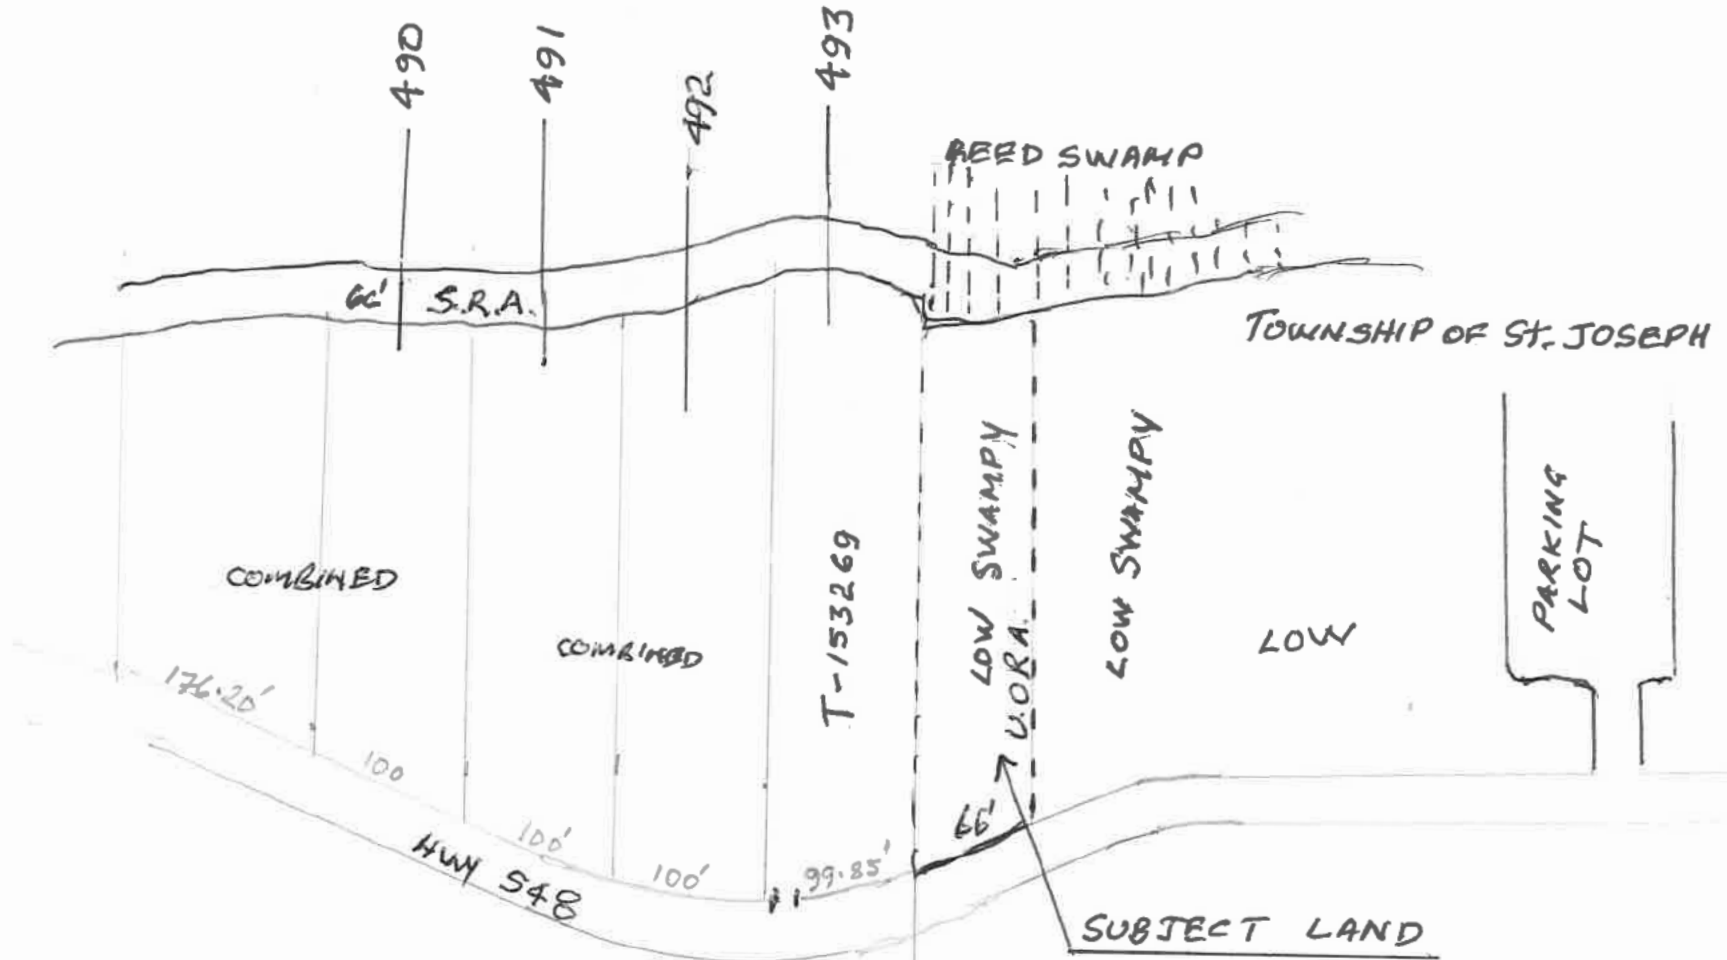 490
491
492
493
REED SWAMP
66' S.R.A.
TOWNSHIP OF St. JOSEPH
COMBINED
COMBINED
T-153269
LOW SWAMPY
U.O.R.A.
LOW SWAMPY
LOW
PARKING
LOT
176.20'
100
100'
100'
99.85'
66'
HWY 548
SUBJECT LAND